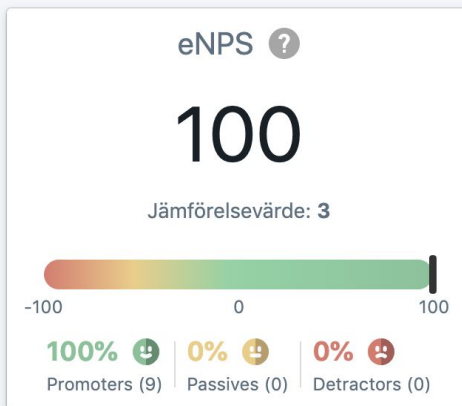 eNPS ?
100
Jämförelsevärde: 3
-100 0 100
100% 0% 0%
Promoters (9) Passives (0) Detractors (0)